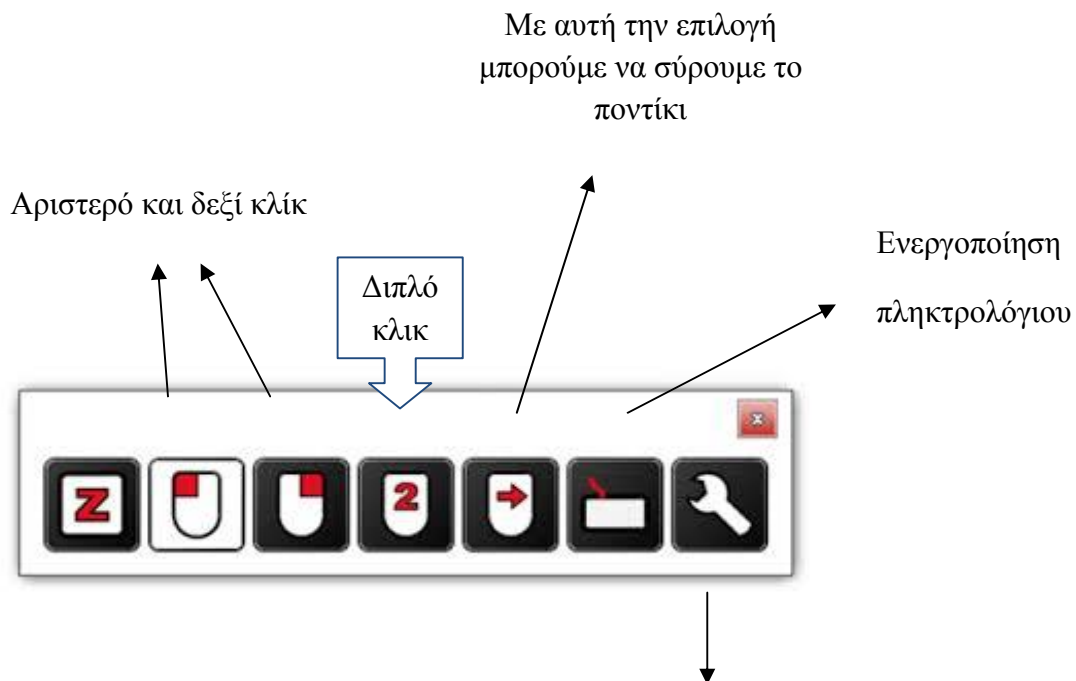 Με αυτή την επιλογή
μπορούμε να σύρουμε το
ποντίκι
Αριστερό και δεξί κλίκ
Διπλό
κλικ
Ενεργοποίηση
πληκτρολόγιου
x
Z
2